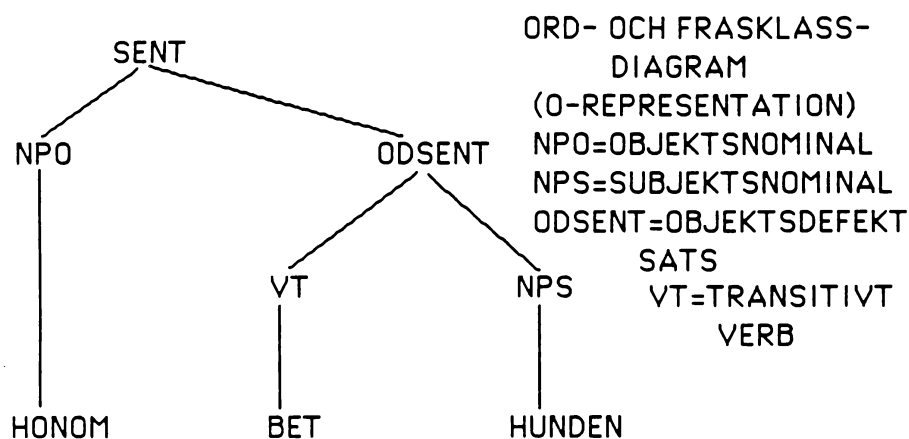 SENT
NPO
ODSENT
VT
NPS
HONOM
BET
HUNDEN
ORD- OCH FRASKLASS-
DIAGRAM
(O-REPRESENTATION)
NPO=OBJEKTSNOMINAL
NPS=SUBJEKTSNOMINAL
ODSENT=OBJEKTSDEFEKT
SATS
VT=TRANSITIVT
VERB